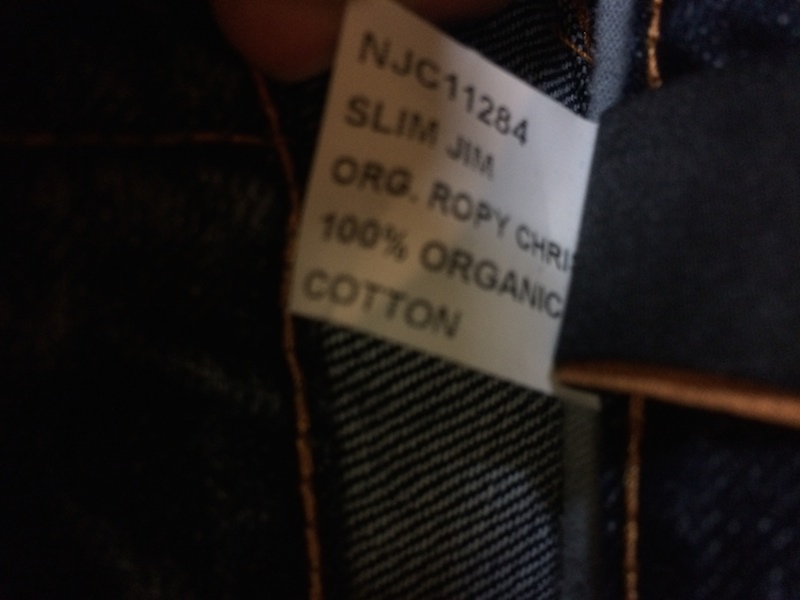 NJC11284
SLIM JIM
ORG. ROPY CHRI
100% ORGANIC
COTTON